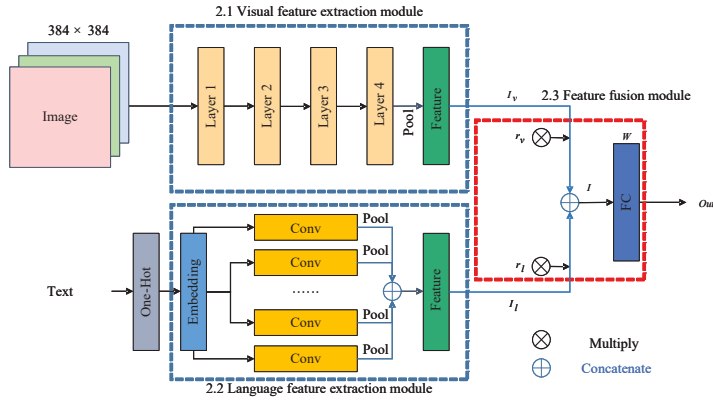 2.1 Visual feature extraction module
384 × 384
Image
Layer 1
Layer 2
Layer 3
Layer 4
Pool
Feature
I_v
2.3 Feature fusion module
r_v
W
I
FC
Out
r_I
I_I
Text
One-Hot
Embedding
Conv
Pool
Conv
Pool
......
Conv
Pool
Conv
Pool
Feature
Multiply
Concatenate
2.2 Language feature extraction module